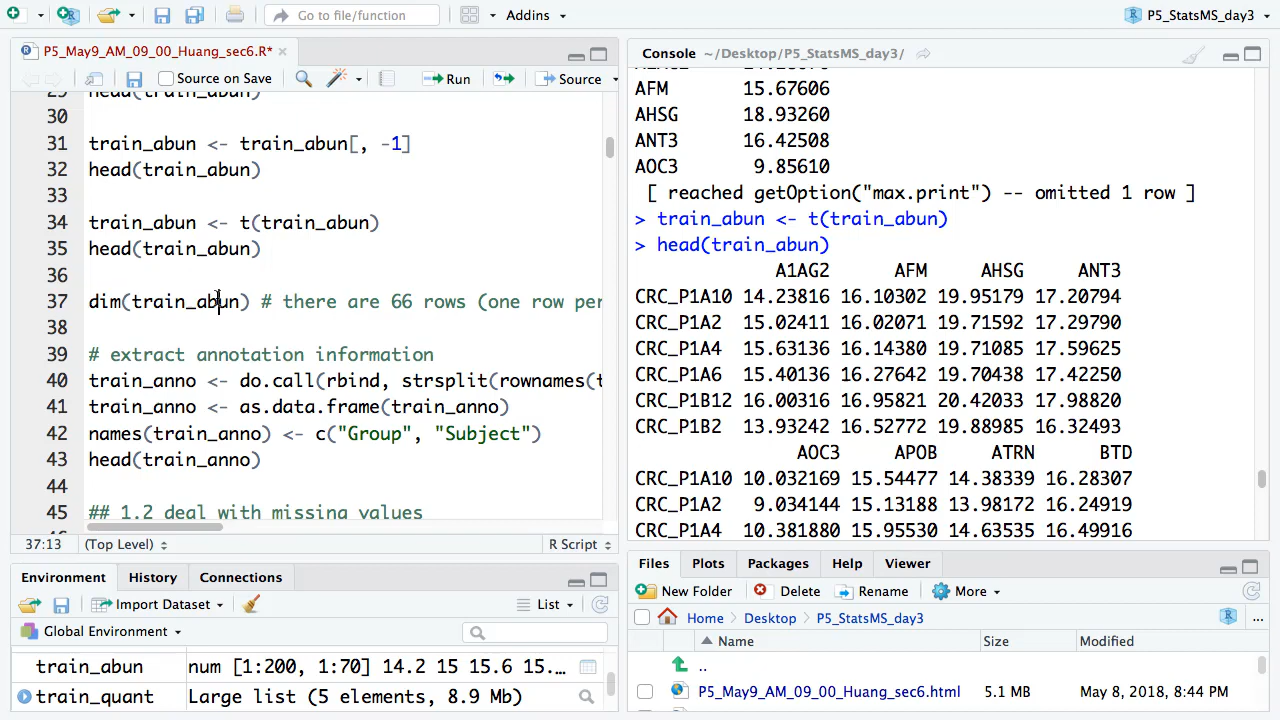 Go to file/function
Addins
P5_StatsMS_day3
P5_May9_AM_09_00_Huang_sec6.R*
Source on Save
Run
Source
29 head(train_abun)
30
31 train_abun <- train_abun[, -1]
32 head(train_abun)
33
34 train_abun <- t(train_abun)
35 head(train_abun)
36
37 dim(train_abun) # there are 66 rows (one row per
38
39 # extract annotation information
40 train_anno <- do.call(rbind, strsplit(rownames(t
41 train_anno <- as.data.frame(train_anno)
42 names(train_anno) <- c("Group", "Subject")
43 head(train_anno)
44
45 ## 1.2 deal with missing values
37:13 (Top Level) R Script
Environment History Connections
Import Dataset List
Global Environment
train_abun num [1:200, 1:70] 14.2 15 15.6 15....
train_quant Large list (5 elements, 8.9 Mb)
Console ~/Desktop/P5_StatsMS_day3/
AFM 15.67606
AHSG 18.93260
ANT3 16.42508
AOC3 9.85610
[ reached getOption("max.print") -- omitted 1 row ]
> train_abun <- t(train_abun)
> head(train_abun)
A1AG2 AFM AHSG ANT3
CRC_P1A10 14.23816 16.10302 19.95179 17.20794
CRC_P1A2 15.02411 16.02071 19.71592 17.29790
CRC_P1A4 15.63136 16.14380 19.71085 17.59625
CRC_P1A6 15.40136 16.27642 19.70438 17.42250
CRC_P1B12 16.00316 16.95821 20.42033 17.98820
CRC_P1B2 13.93242 16.52772 19.88985 16.32493
AOC3 APOB ATRN BTD
CRC_P1A10 10.032169 15.54477 14.38339 16.28307
CRC_P1A2 9.034144 15.13188 13.98172 16.24919
CRC_P1A4 10.381880 15.95530 14.63535 16.49916
Files Plots Packages Help Viewer
New Folder Delete Rename More
Home Desktop P5_StatsMS_day3 ...
Name Size Modified
..
P5_May9_AM_09_00_Huang_sec6.html 5.1 MB May 8, 2018, 8:44 PM